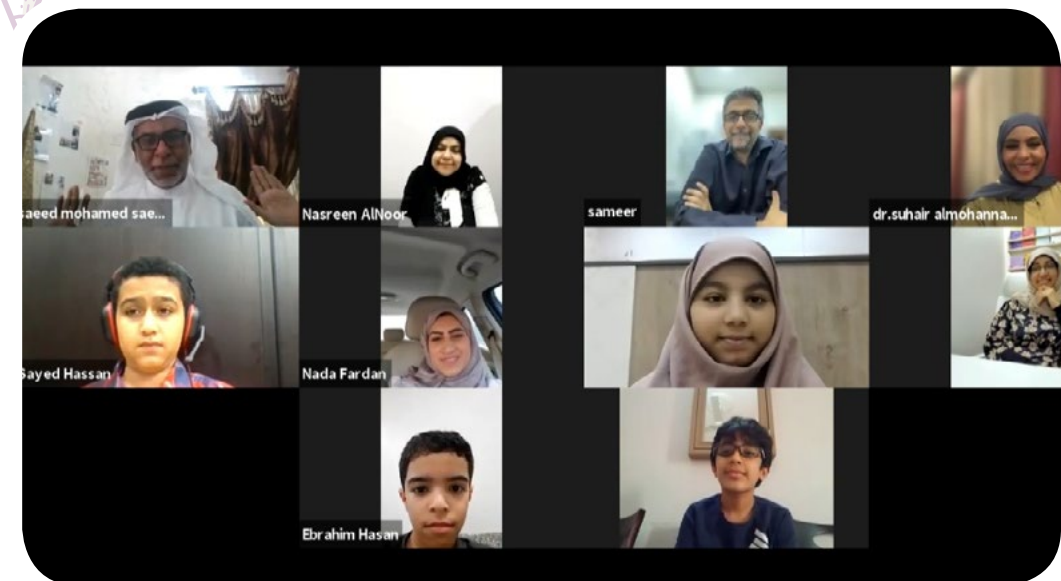 saeed mohamed sae...
Nasreen AlNoor
sameer
dr.suhair almohanna...
Sayed Hassan
Nada Fardan
Ebrahim Hasan